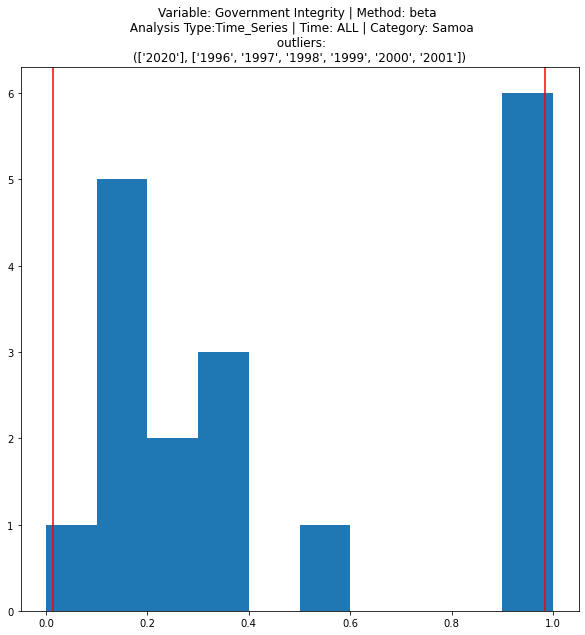 Variable: Government Integrity | Method: beta
Analysis Type:Time_Series | Time: ALL | Category: Samoa
outliers:
(['2020'], ['1996', '1997', '1998', '1999', '2000', '2001'])
6
5
4
3
2
1
0
0.0 0.2 0.4 0.6 0.8 1.0